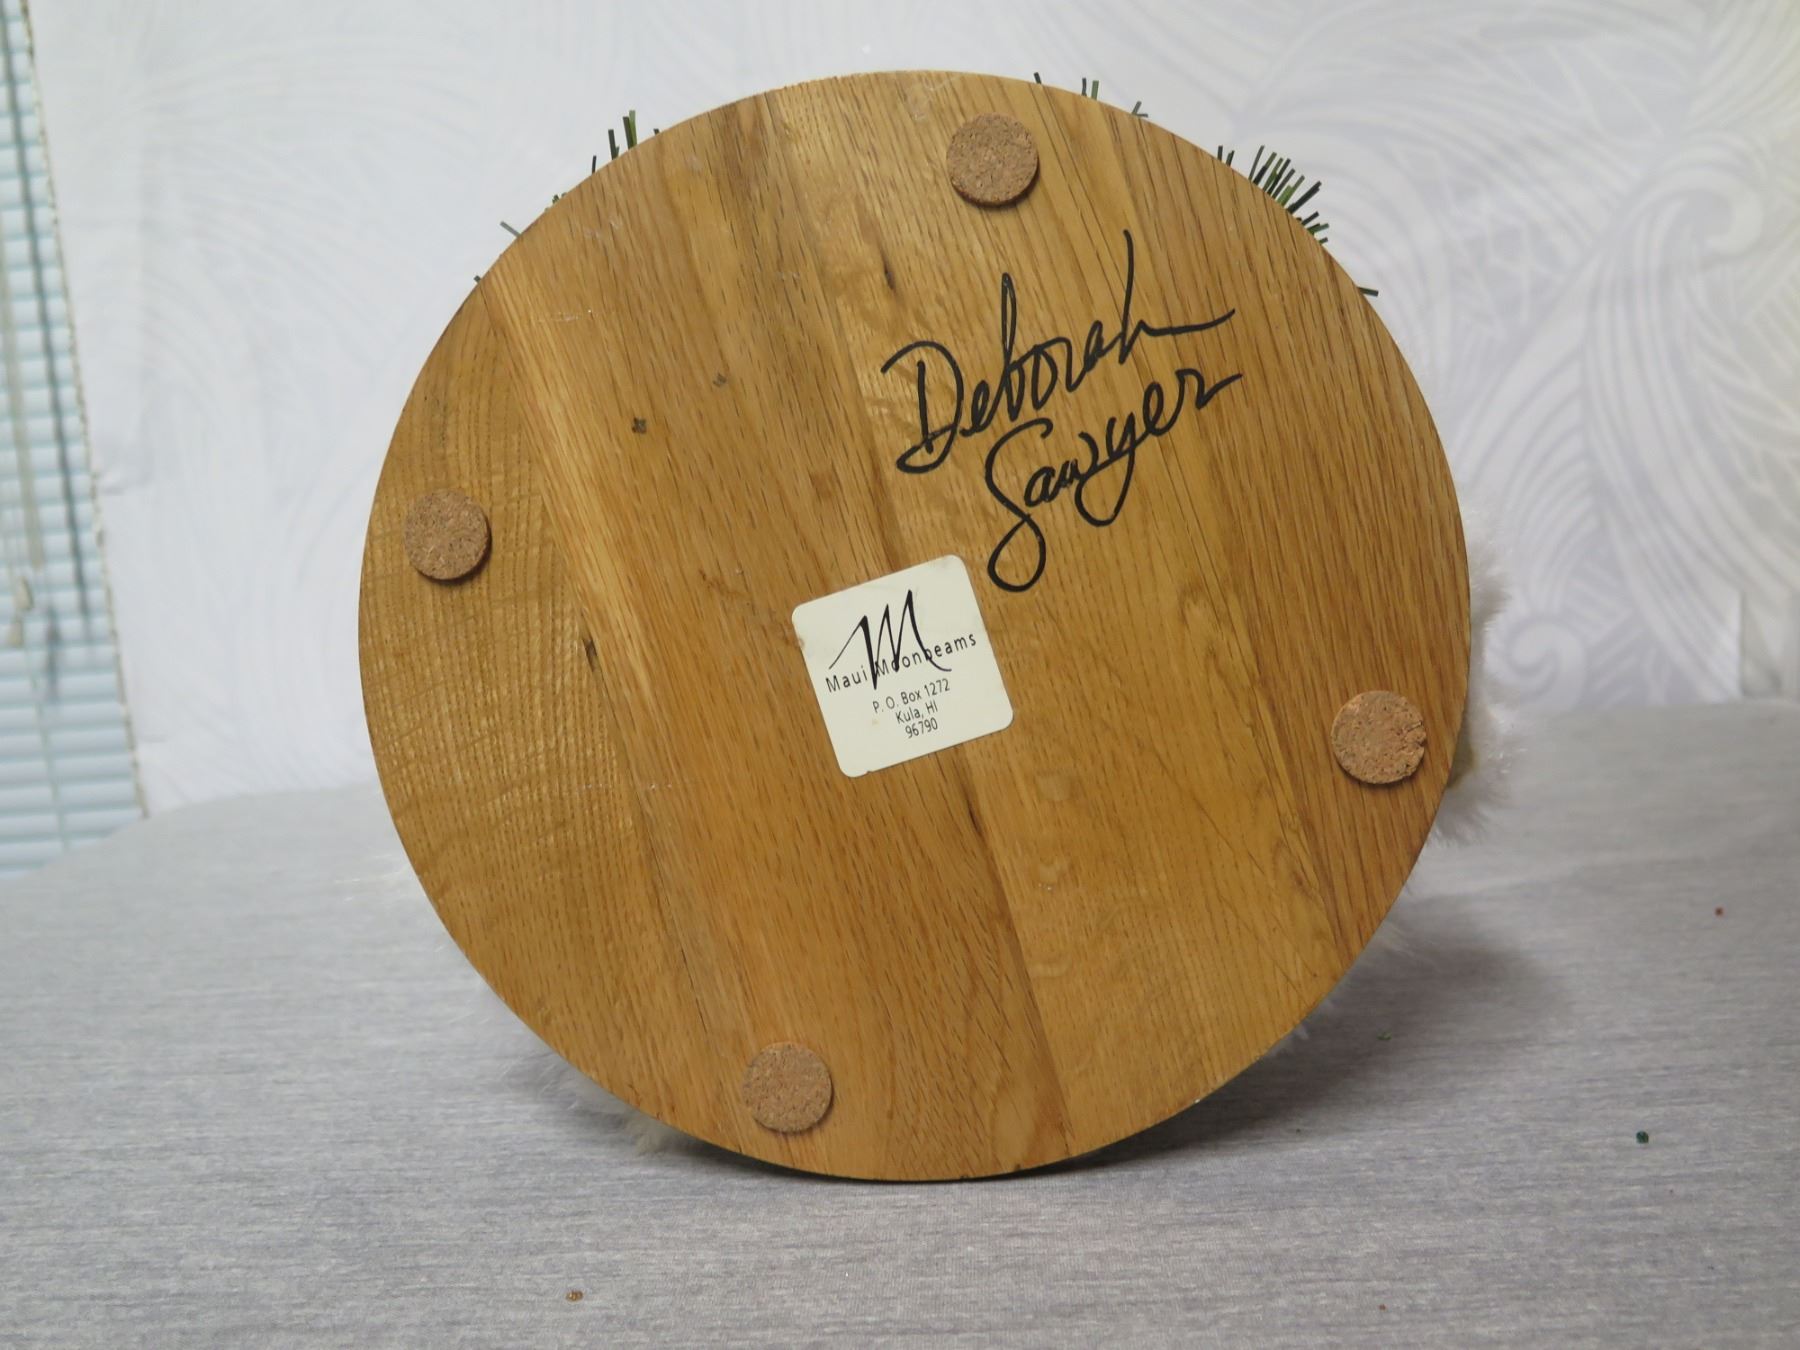 Deborah
Sawyer
M
Maui Moonbeams
P. O. Box 1272
Kula, HI
96790